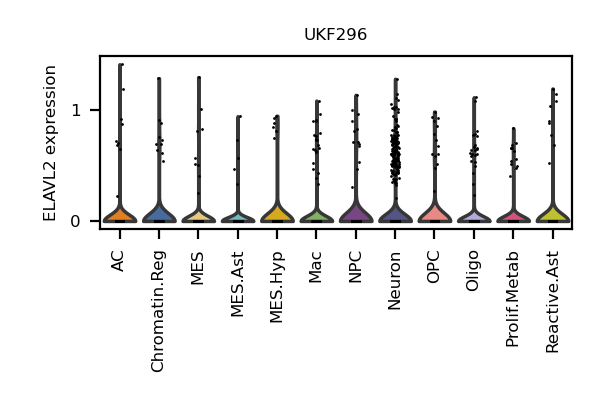 UKF296
ELAVL2 expression
1
0
AC
Chromatin.Reg
MES
MES.Ast
MES.Hyp
Mac
NPC
Neuron
OPC
Oligo
Prolif.Metab
Reactive.Ast